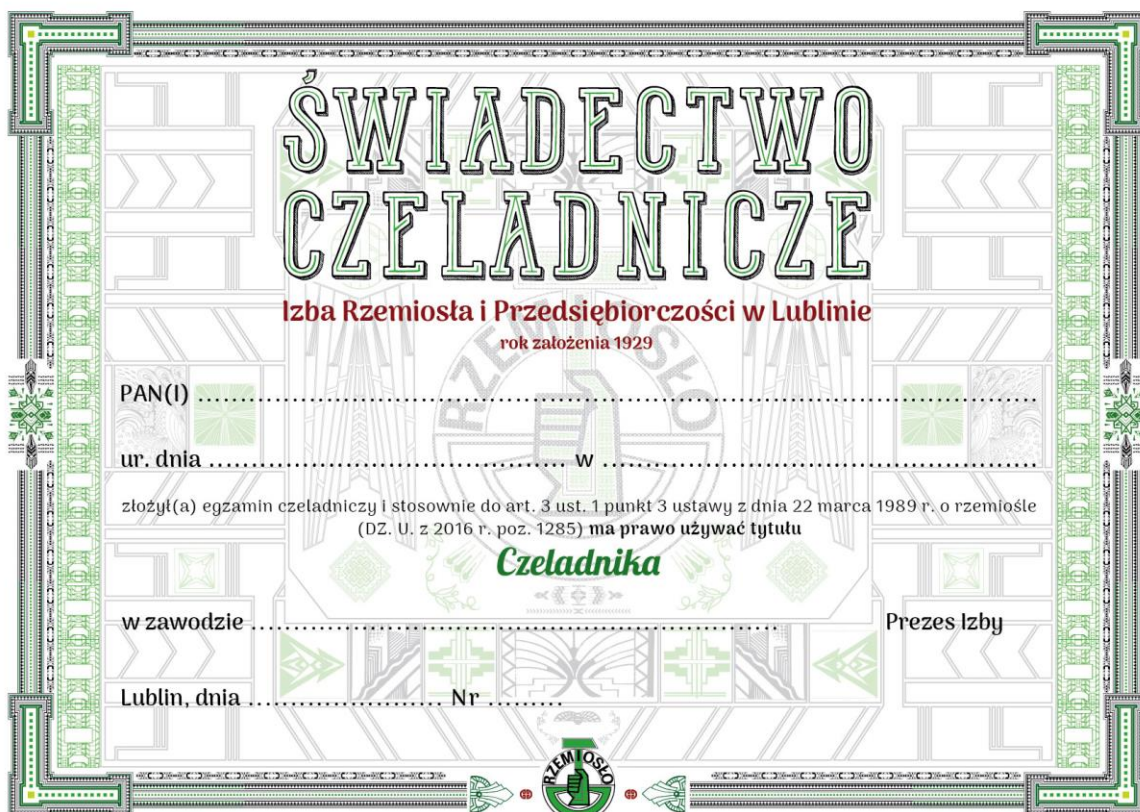 ŚWIADECTWO
CZELADNICZE
Izba Rzemiosła i Przedsiębiorczości w Lublinie
rok założenia 1929
RZEMIOSŁO
PAN(I) ........................................................................
ur. dnia ........................................ w ........................................
złożył(a) egzamin czeladniczy i stosownie do art. 3 ust. 1 punkt 3 ustawy z dnia 22 marca 1989 r. o rzemiośle
(DZ. U. z 2016 r. poz. 1285) ma prawo używać tytułu
Czeladnika
w zawodzie ........................................................ Prezes Izby
Lublin, dnia ...................... Nr .........
RZEMIOSŁO